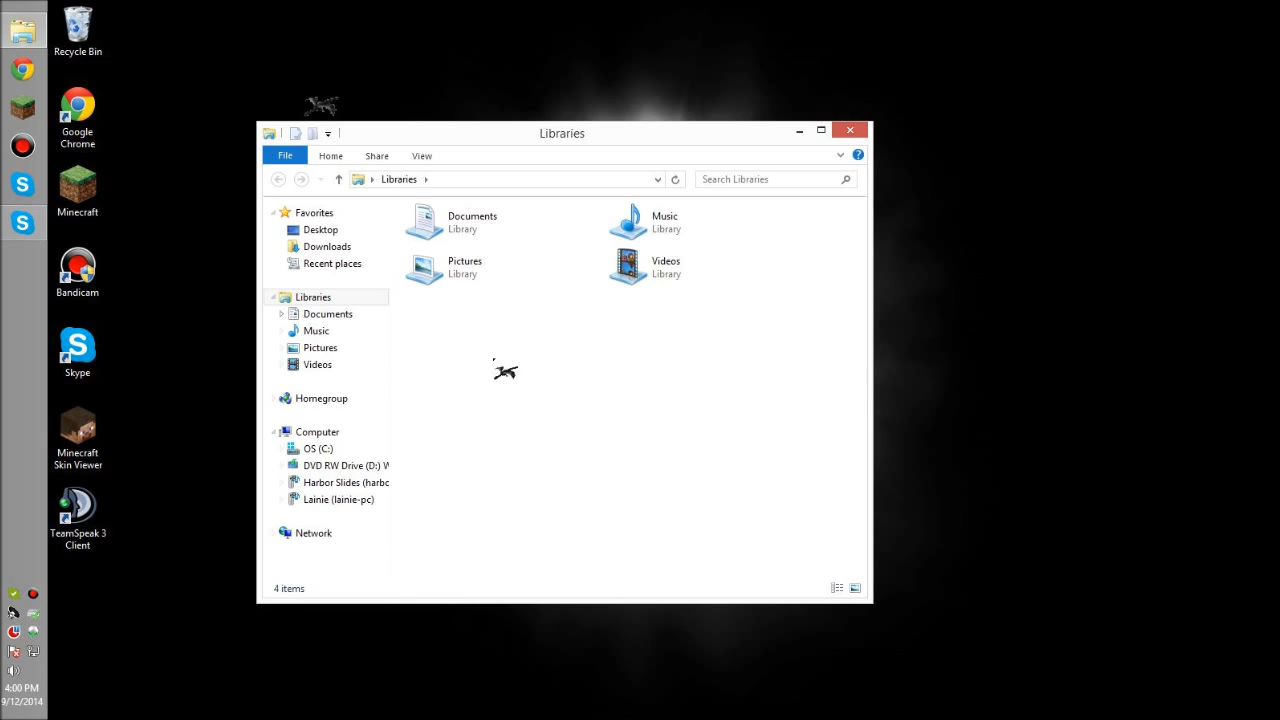 Recycle Bin
Google
Chrome
Minecraft
Bandicam
Skype
Minecraft
Skin Viewer
TeamSpeak 3
Client
4:00 PM
9/12/2014
Libraries
File
Home
Share
View
Libraries
Search Libraries
Favorites
Desktop
Downloads
Recent places
Libraries
Documents
Music
Pictures
Videos
Homegroup
Computer
OS (C:)
DVD RW Drive (D:) W
Harbor Slides (harbo
Lainie (lainie-pc)
Network
Documents
Library
Music
Library
Pictures
Library
Videos
Library
4 items